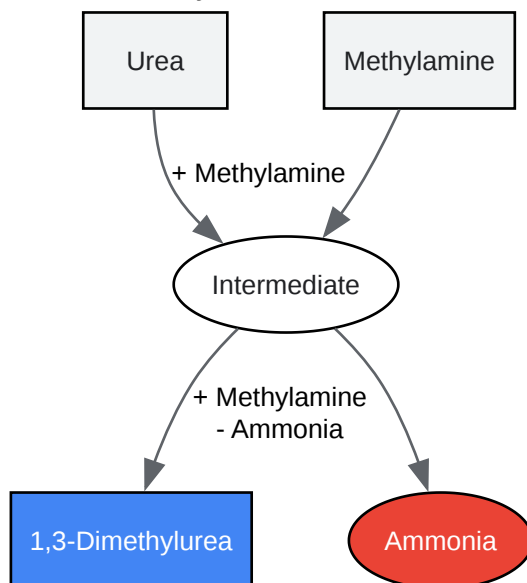 Urea
Methylamine
+ Methylamine
Intermediate
+ Methylamine
- Ammonia
1,3-Dimethylurea
Ammonia